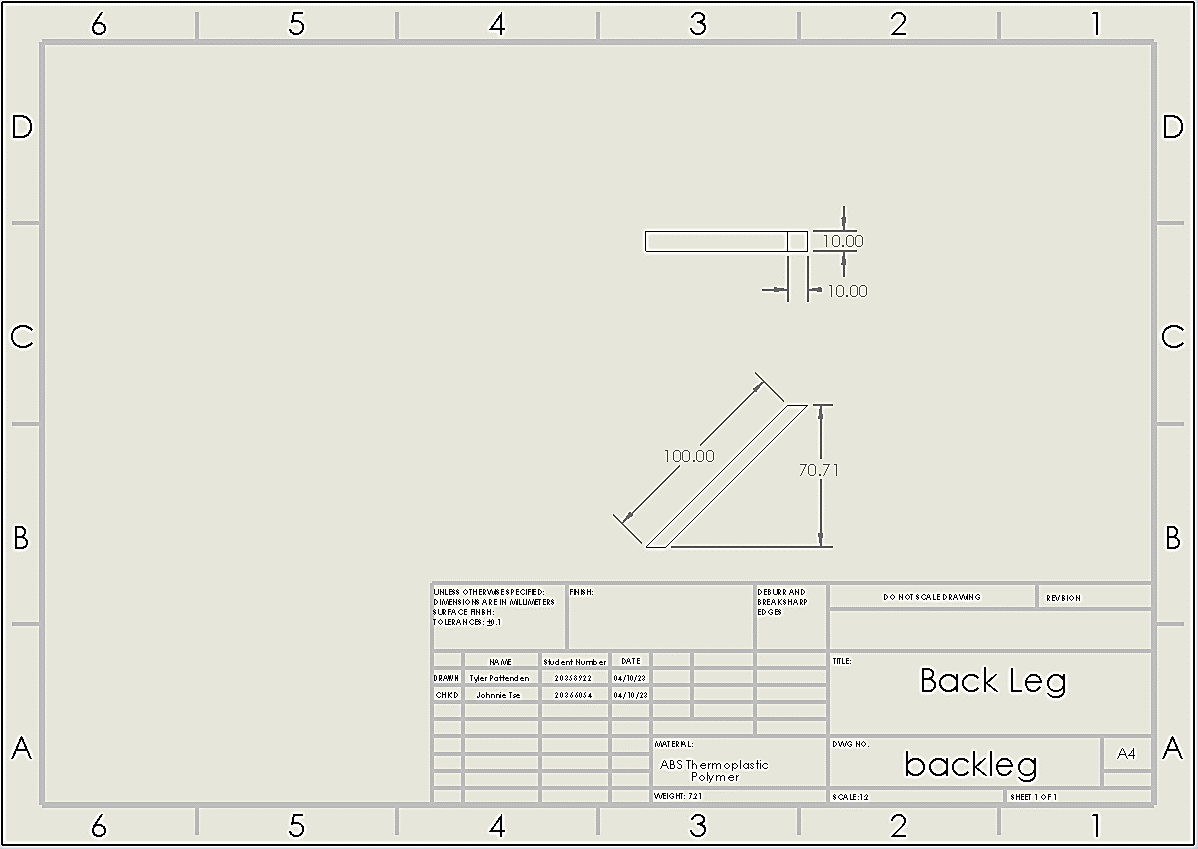 6 5 4 3 2 1
D D
10.00
10.00
C C
100.00
70.71
B B
UNLESS OTHERWISE SPECIFIED:
DIMENSIONS ARE IN MILLIMETERS
SURFACE FINISH:
TOLERANCES: ±0.1
FINISH:
DEBURR AND
BREAK SHARP
EDGES
DO NOT SCALE DRAWING
REVISION
NAME Student Number DATE
DRAWN Tyler Pattenden 20358922 04/10/23
CHK'D Johnnie Tse 20366054 04/10/23
TITLE:
Back Leg
A A
MATERIAL:
ABS Thermoplastic
Polymer
DWG NO.
backleg
A4
WEIGHT: 7.21
SCALE:1:2
SHEET 1 OF 1
6 5 4 3 2 1